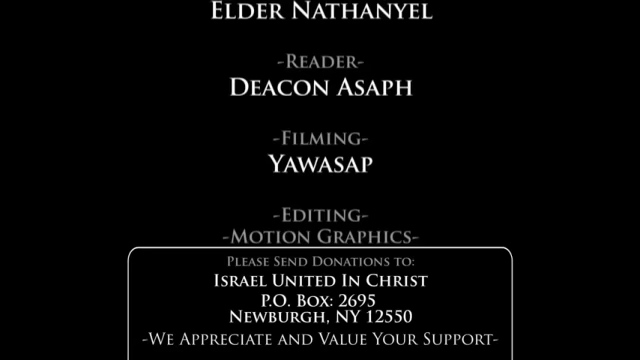 Elder Nathanyel
-Reader-
Deacon Asaph
-Filming-
Yawasap
-Editing-
-Motion Graphics-
Please Send Donations to:
Israel United In Christ
P.O. Box: 2695
Newburgh, NY 12550
-We Appreciate and Value Your Support-